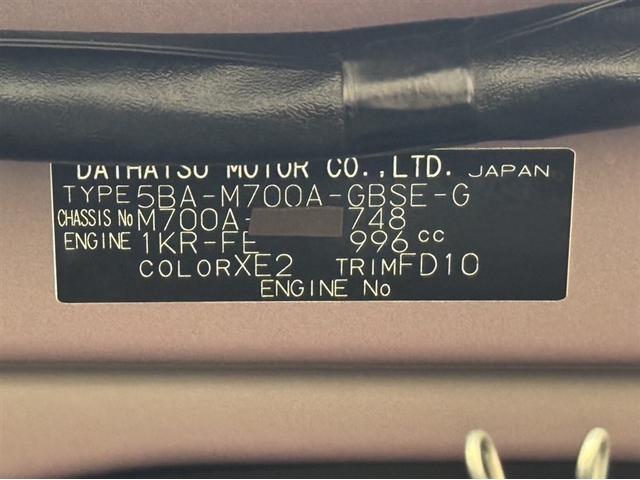 DAIHATSU MOTOR CO.,LTD. JAPAN
TYPE 5BA-M700A-GBSE-G
CHASSIS No M700A- 748
ENGINE 1KR-FE 996 cc
COLOR XE2 TRIM FD10
ENGINE No